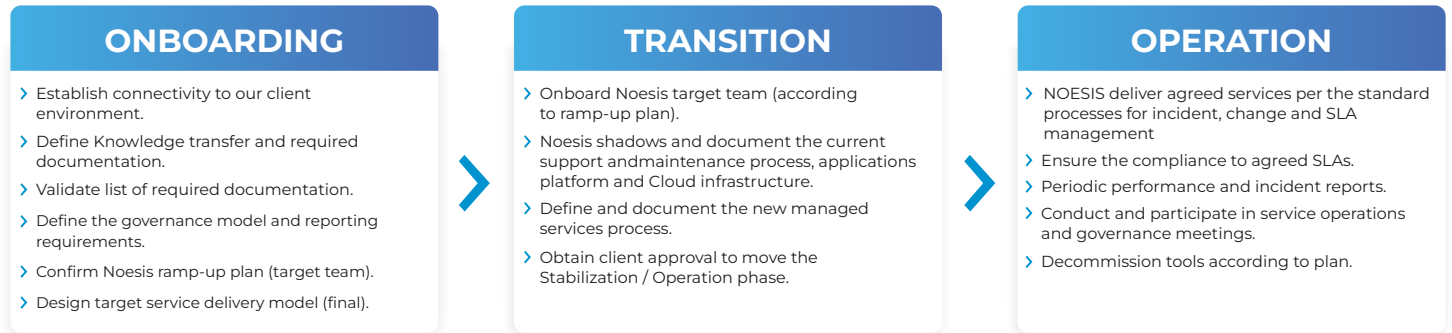 ONBOARDING
Establish connectivity to our client
environment.
Define Knowledge transfer and required
documentation.
Validate list of required documentation.
Define the governance model and reporting
requirements.
Confirm Noesis ramp-up plan (target team).
Design target service delivery model (final).
TRANSITION
Onboard Noesis target team (according
to ramp-up plan).
Noesis shadows and document the current
support andmaintenance process, applications
platform and Cloud infrastructure.
Define and document the new managed
services process.
Obtain client approval to move the
Stabilization / Operation phase.
OPERATION
NOESIS deliver agreed services per the standard
processes for incident, change and SLA
management
Ensure the compliance to agreed SLAs.
Periodic performance and incident reports.
Conduct and participate in service operations
and governance meetings.
Decommission tools according to plan.